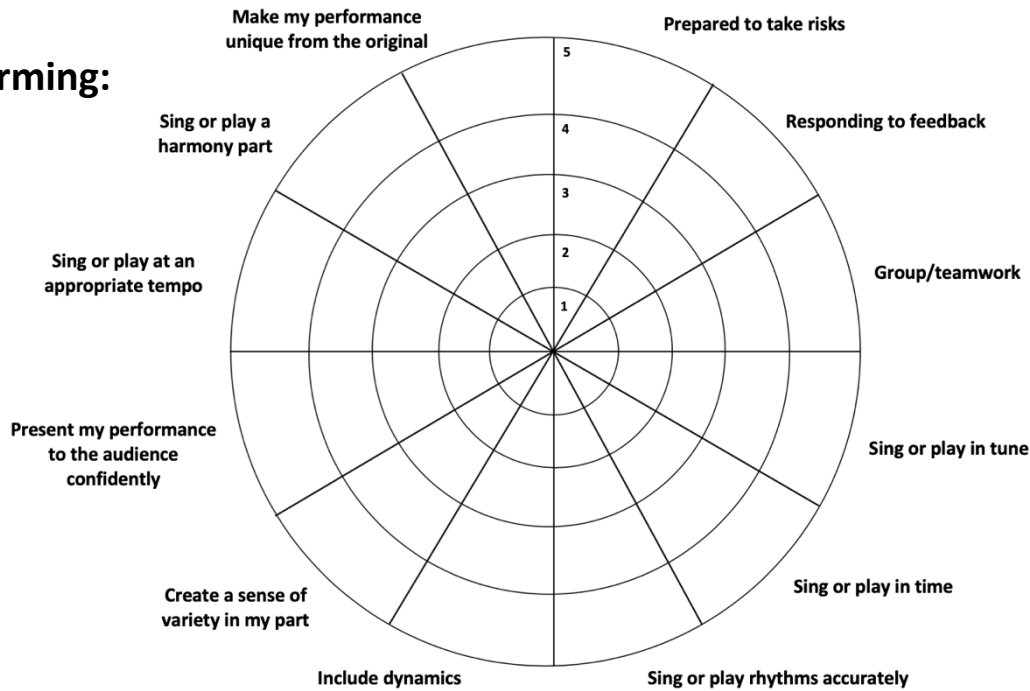 rming:
Make my performance
unique from the original
Prepared to take risks
Sing or play a
harmony part
Responding to feedback
Sing or play at an
appropriate tempo
Group/teamwork
Present my performance
to the audience
confidently
Sing or play in tune
Create a sense of
variety in my part
Sing or play in time
Include dynamics
Sing or play rhythms accurately
5
4
3
2
1